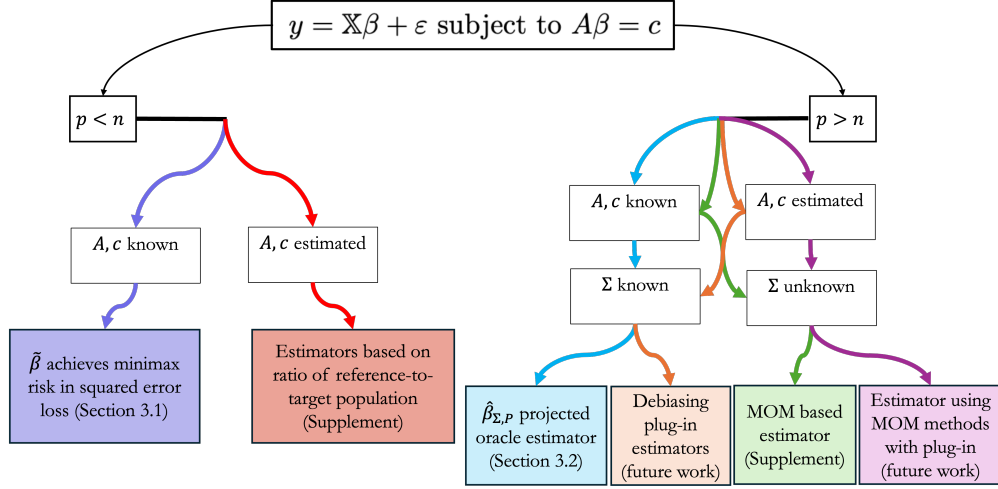 y = 𝕏β + ε subject to Aβ = c
p < n
p > n
A, c known
A, c estimated
A, c known
A, c estimated
Σ known
Σ unknown
β̃ achieves minimax
risk in squared error
loss (Section 3.1)
Estimators based on
ratio of reference-to-
target population
(Supplement)
β̂Σ,P projected
oracle estimator
(Section 3.2)
Debiasing
plug-in
estimators
(future work)
MOM based
estimator
(Supplement)
Estimator using
MOM methods
with plug-in
(future work)